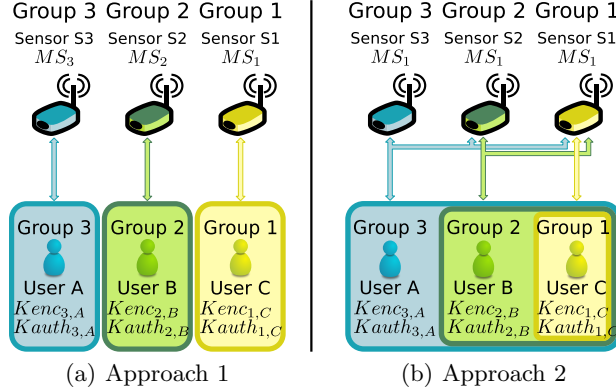 Group 3 Group 2 Group 1
Sensor S3 Sensor S2 Sensor S1
MS₃ MS₂ MS₁
Group 3 Group 2 Group 1
User A User B User C
Kenc₃,A Kenc₂,B Kenc₁,C
Kauth₃,A Kauth₂,B Kauth₁,C
(a) Approach 1
Group 3 Group 2 Group 1
Sensor S3 Sensor S2 Sensor S1
MS₁ MS₁ MS₁
Group 3 Group 2 Group 1
User A User B User C
Kenc₃,A Kenc₂,B Kenc₁,C
Kauth₃,A Kauth₂,B Kauth₁,C
(b) Approach 2